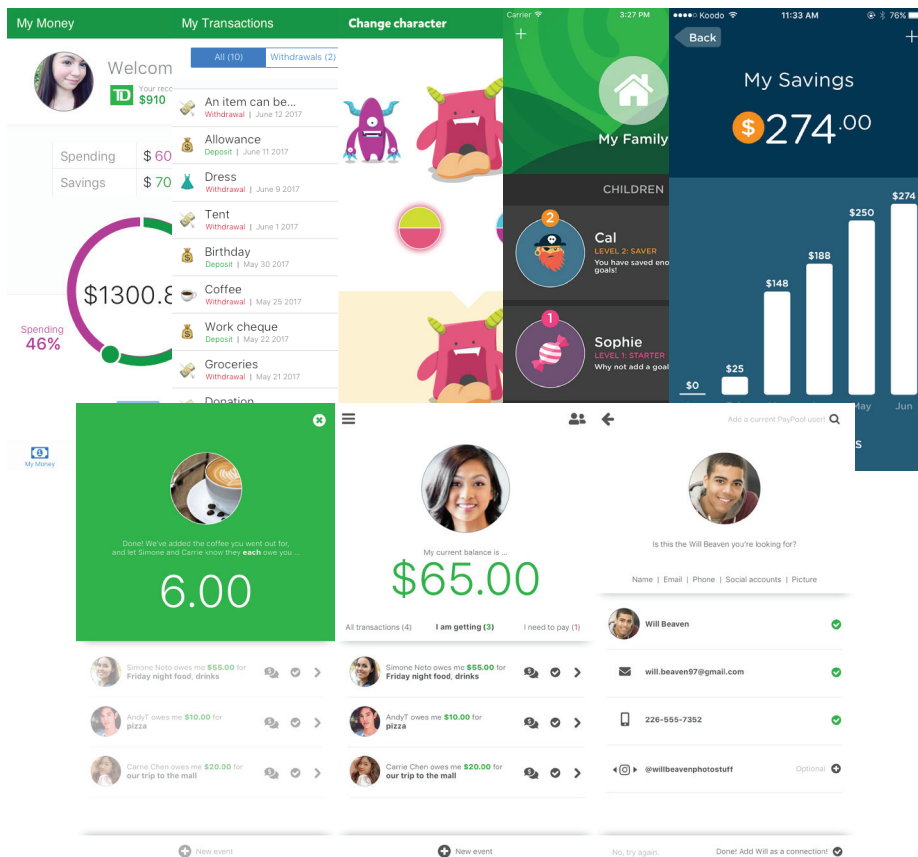 My Money
Welcom
TD
Your reco
$910
Spending
$ 60
Savings
$ 70
$1300.8
Spending
46%
My Money
My Transactions
All (10)
Withdrawals (2)
An item can be...
Withdrawal | June 12 2017
Allowance
Deposit | June 11 2017
Dress
Withdrawal | June 9 2017
Tent
Withdrawal | June 1 2017
Birthday
Deposit | May 30 2017
Coffee
Withdrawal | May 25 2017
Work cheque
Deposit | May 22 2017
Groceries
Withdrawal | May 21 2017
Donation
Change character
Carrier
3:27 PM
+
My Family
CHILDREN
2
Cal
LEVEL 2: SAVER
You have saved eno
goals!
1
Sophie
LEVEL 1: STARTER
Why not add a goal
Koodo
11:33 AM
76%
Back
+
My Savings
$274.00
$0
$25
$148
$188
$250
$274
May
Jun
s
Done! We've added the coffee you went out for,
and let Simone and Carrie know they each owe you ...
6.00
Simone Neto owes me $55.00 for
Friday night food, drinks
AndyT owes me $10.00 for
pizza
Carrie Chen owes me $20.00 for
our trip to the mall
New event
My current balance is ...
$65.00
All transactions (4)
I am getting (3)
I need to pay (1)
Simone Neto owes me $55.00 for
Friday night food, drinks
AndyT owes me $10.00 for
pizza
Carrie Chen owes me $20.00 for
our trip to the mall
New event
Add a current PayPool user!
Is this the Will Beaven you're looking for?
Name | Email | Phone | Social accounts | Picture
Will Beaven
will.beaven97@gmail.com
226-555-7352
@willbeavenphotostuff
Optional
No, try again.
Done! Add Will as a connection!